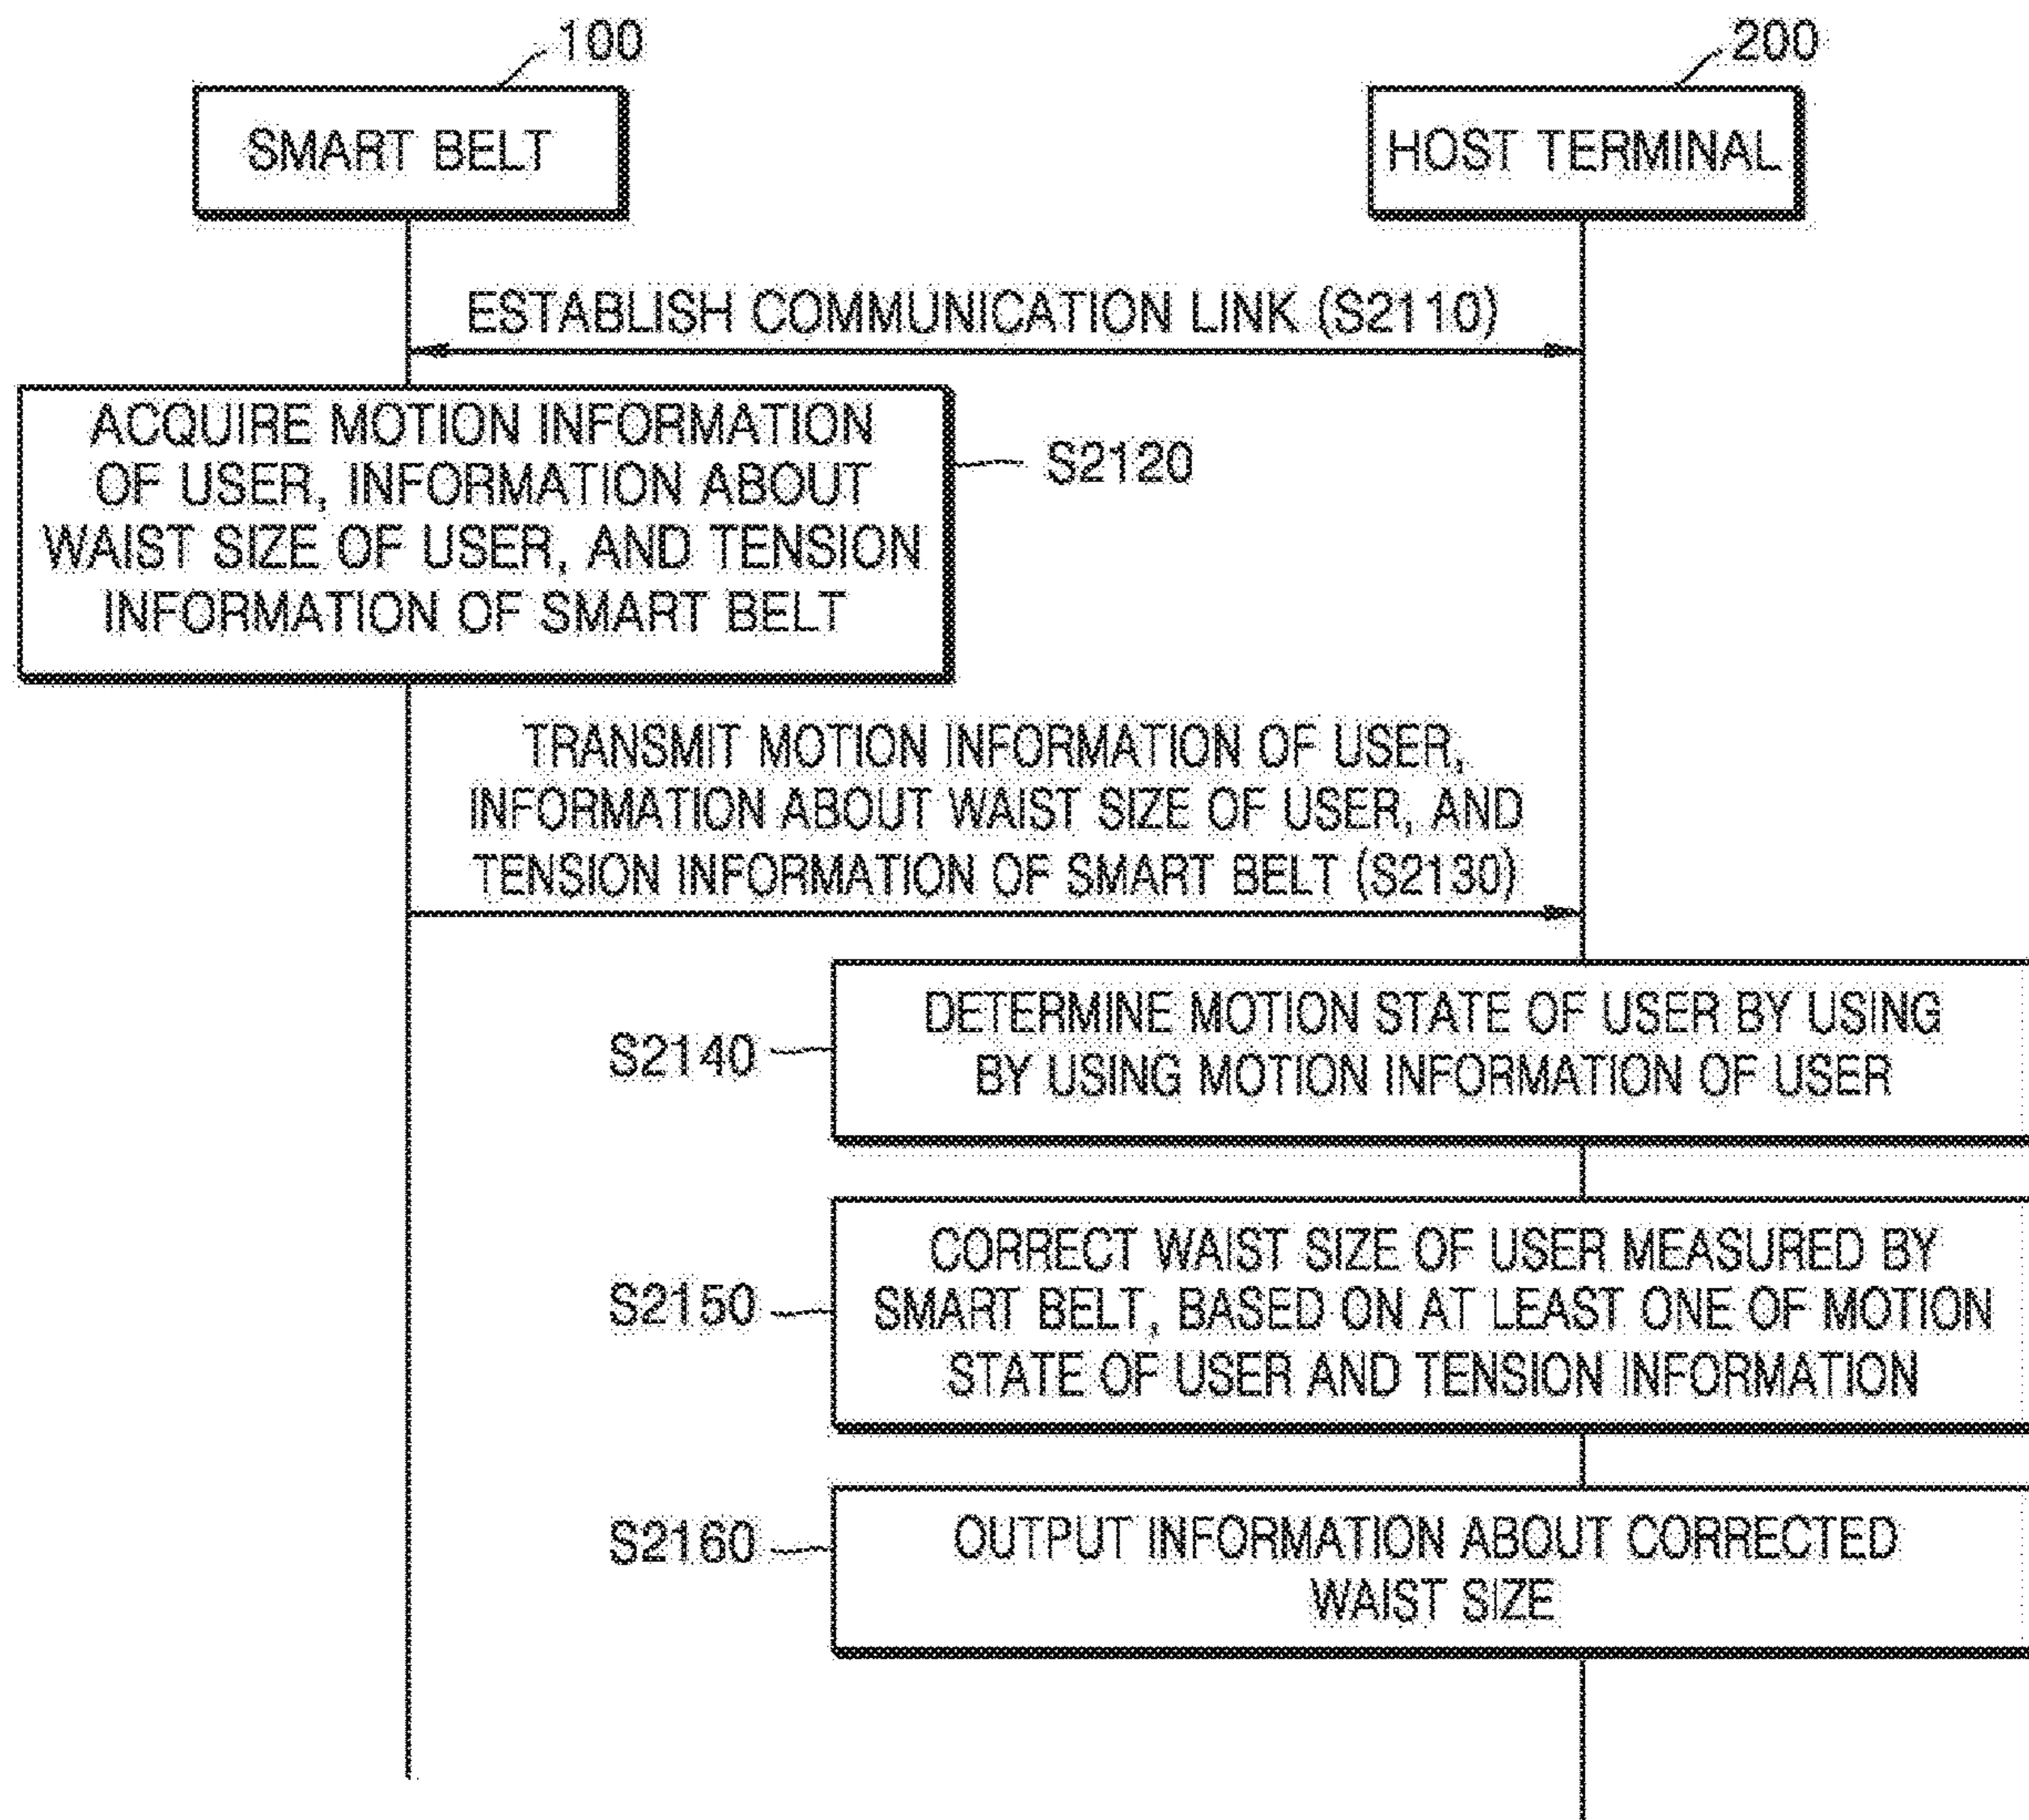 100
200
SMART BELT
HOST TERMINAL
ESTABLISH COMMUNICATION LINK (S2110)
ACQUIRE MOTION INFORMATION
OF USER, INFORMATION ABOUT
WAIST SIZE OF USER, AND TENSION
INFORMATION OF SMART BELT
S2120
TRANSMIT MOTION INFORMATION OF USER,
INFORMATION ABOUT WAIST SIZE OF USER, AND
TENSION INFORMATION OF SMART BELT (S2130)
S2140
DETERMINE MOTION STATE OF USER BY USING
BY USING MOTION INFORMATION OF USER
S2150
CORRECT WAIST SIZE OF USER MEASURED BY
SMART BELT, BASED ON AT LEAST ONE OF MOTION
STATE OF USER AND TENSION INFORMATION
S2160
OUTPUT INFORMATION ABOUT CORRECTED
WAIST SIZE